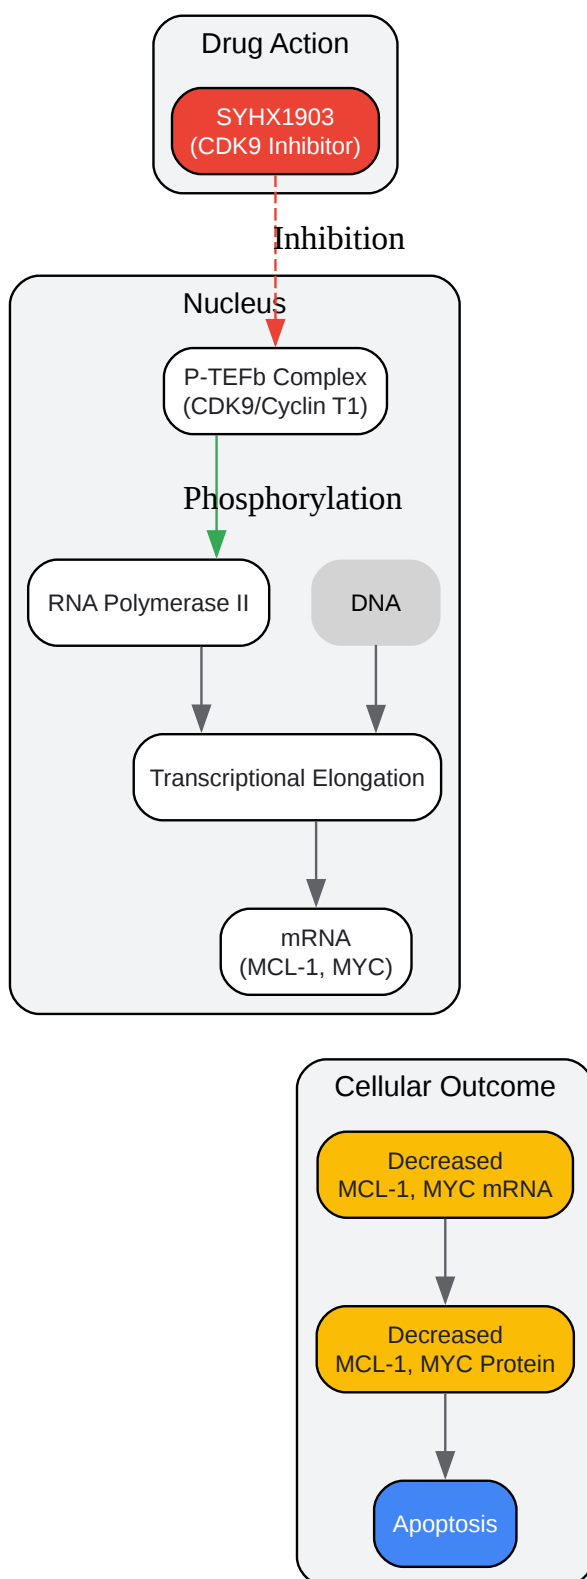 Drug Action
SYHX1903
(CDK9 Inhibitor)
Inhibition
Nucleus
P-TEFb Complex
(CDK9/Cyclin T1)
Phosphorylation
RNA Polymerase II
DNA
Transcriptional Elongation
mRNA
(MCL-1, MYC)
Cellular Outcome
Decreased
MCL-1, MYC mRNA
Decreased
MCL-1, MYC Protein
Apoptosis